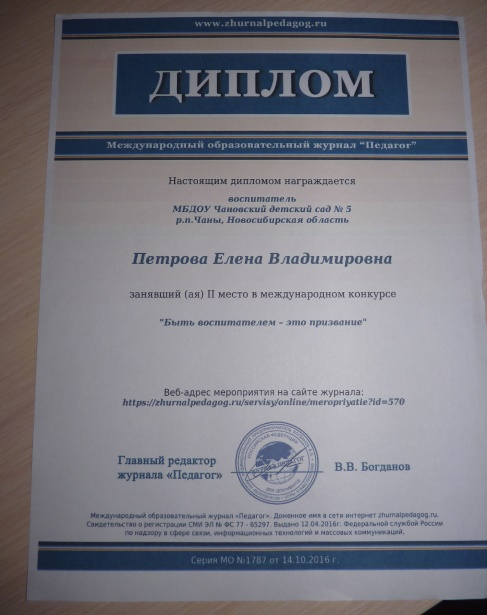 www.zhurnalpedagog.ru
ДИПЛОМ
Международный образовательный журнал "Педагог"
Настоящим дипломом награждается
воспитатель
МБДОУ Чановский детский сад № 5
р.п.Чаны, Новосибирская область
Петрова Елена Владимировна
занявший (ая) II место в международном конкурсе
"Быть воспитателем – это призвание"
Веб-адрес мероприятия на сайте журнала:
https://zhurnalpedagog.ru/servisy/online/meropriyatie?id=570
Главный редактор
журнала «Педагог»
В.В. Богданов
Международный образовательный журнал «Педагог». Доменное имя в сети интернет zhurnalpedagog.ru.
Свидетельство о регистрации СМИ ЭЛ № ФС 77 - 65297. Выдано 12.04.2016г. Федеральной службой России
по надзору в сфере связи, информационных технологий и массовых коммуникаций.
Серия МО №1787 от 14.10.2016 г.